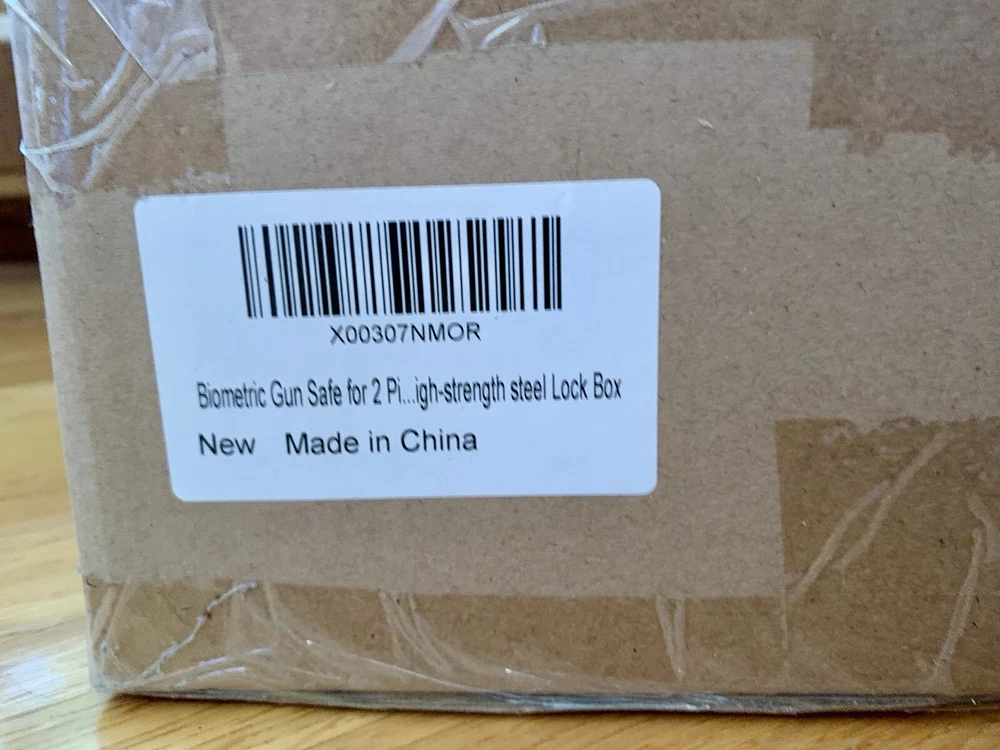 X00307NMOR
Biometric Gun Safe for 2 Pi...igh-strength steel Lock Box
New Made in China